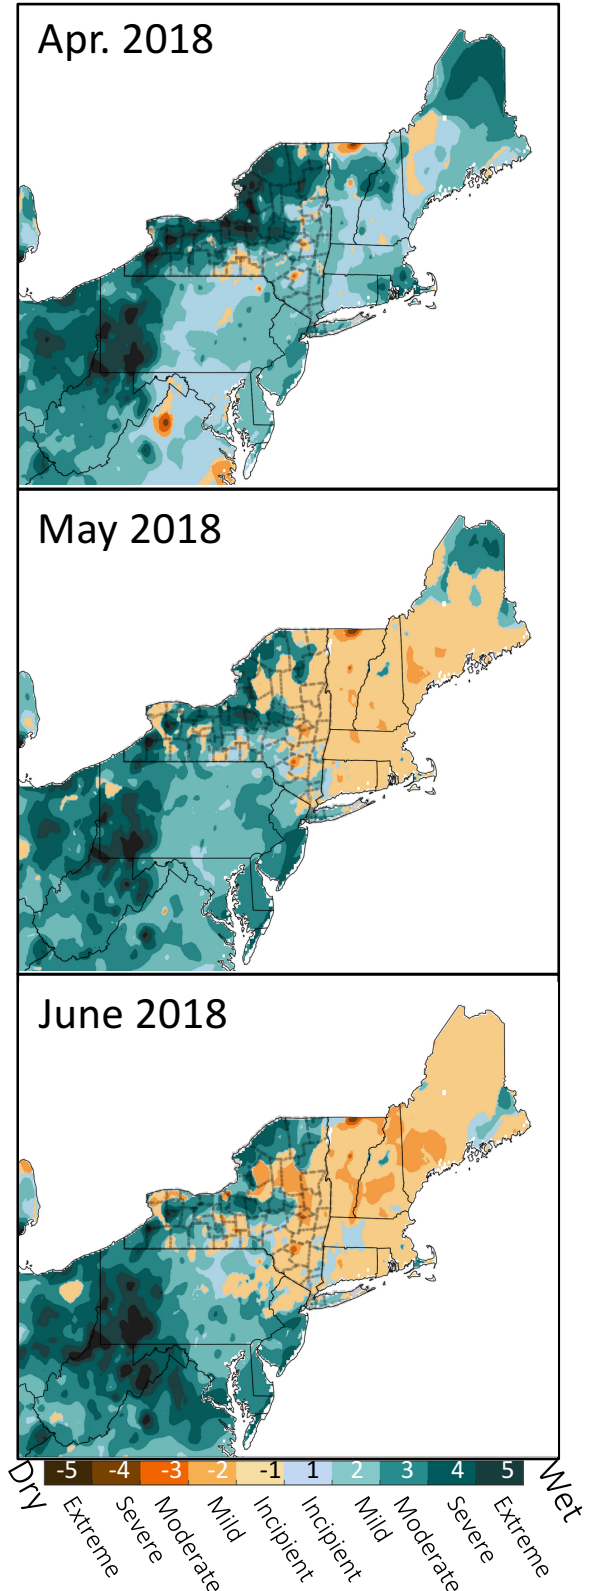 Apr. 2018
May 2018
June 2018
Dry -5 -4 -3 -2 -1 1 2 3 4 5 Wet
Extreme Severe Moderate Mild Incipient Incipient Mild Moderate Severe Extreme